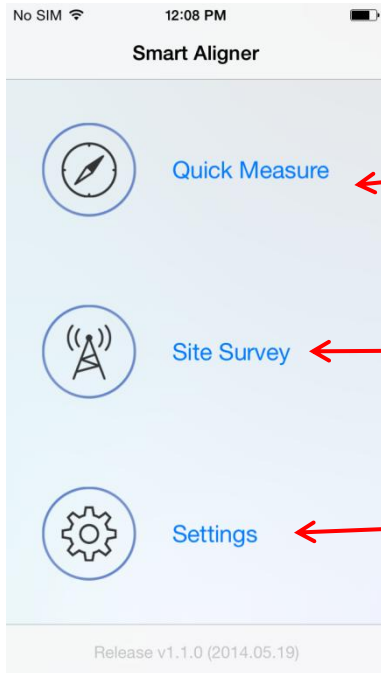 No SIM 12:08 PM
Smart Aligner
Quick Measure
Site Survey
Settings
Release v1.1.0 (2014.05.19)